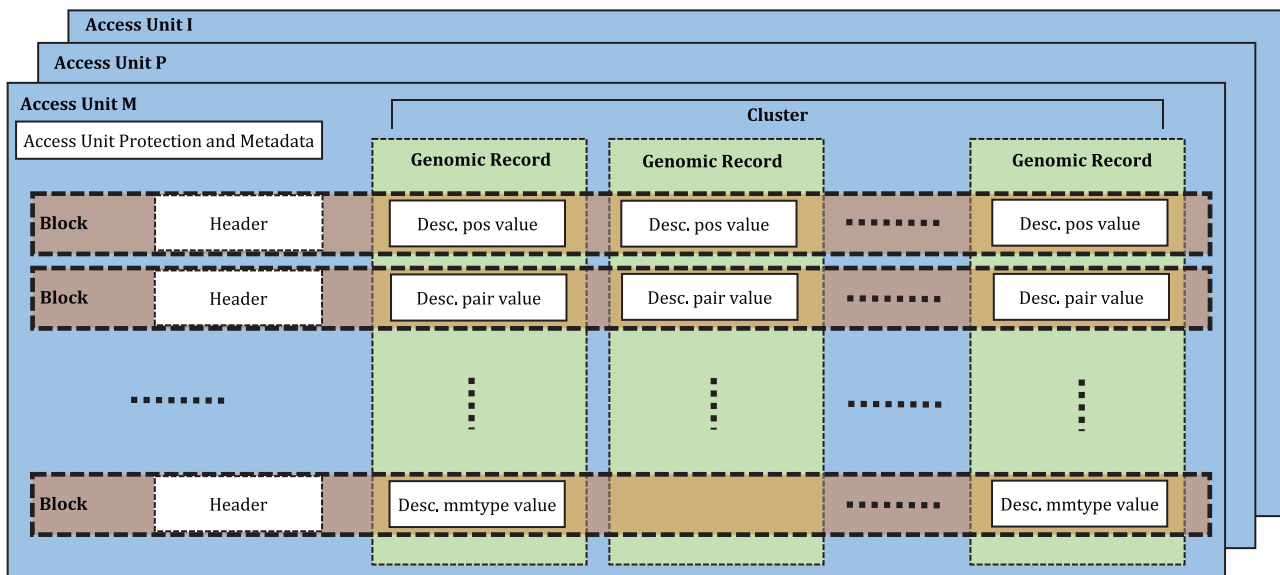 Access Unit I
Access Unit P
Access Unit M
Cluster
Access Unit Protection and Metadata
Genomic Record Genomic Record Genomic Record
Block Header Desc. pos value Desc. pos value Desc. pos value
Block Header Desc. pair value Desc. pair value Desc. pair value
Block Header Desc. mmtype value Desc. mmtype value